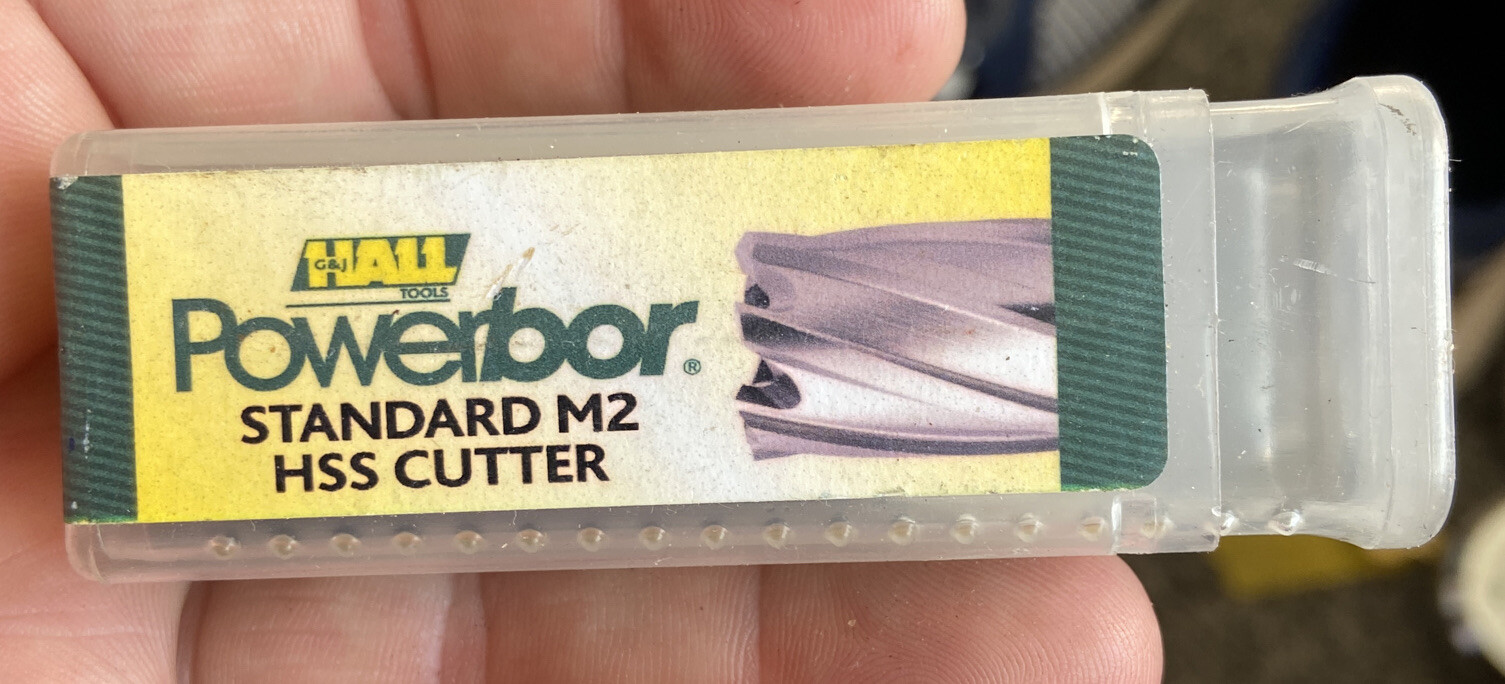 G&J HALL
TOOLS
Powerbor®
STANDARD M2
HSS CUTTER